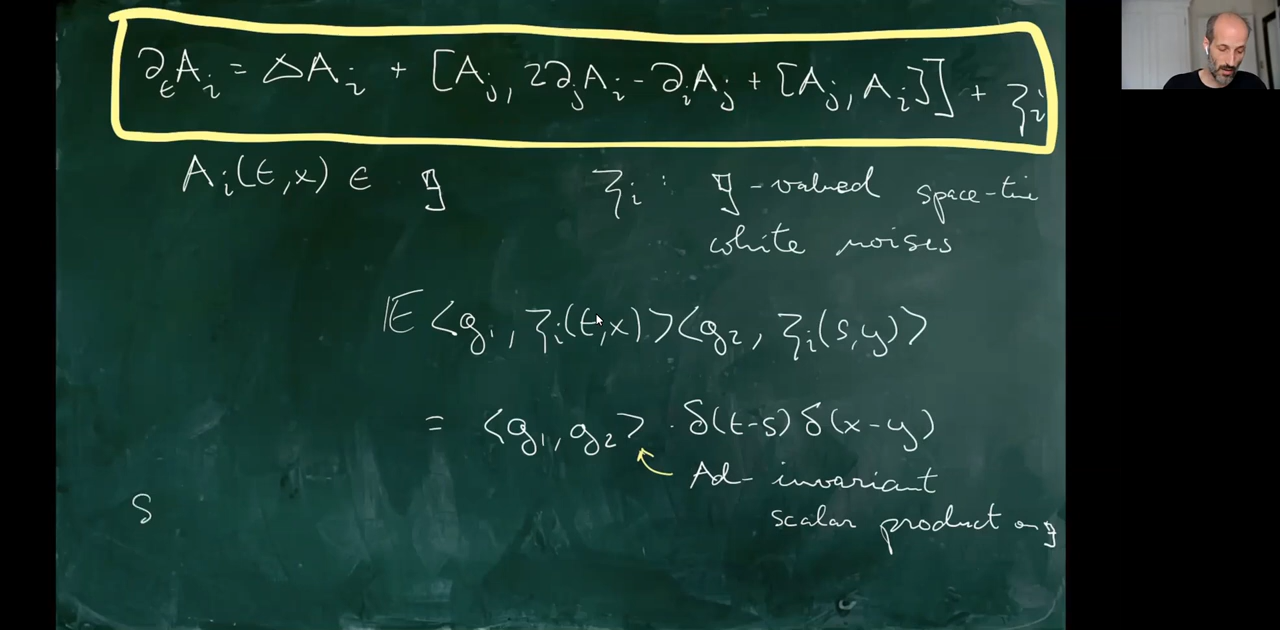 ∂_t A_i = ΔA_i + [A_j, 2∂_j A_i - ∂_i A_j + [A_j, A_i]] + ξ_i
A_i(t,x) ∈ 𝔤 ξ_i : 𝔤-valued space-time
white noises
𝔼<g_1, ξ_i(t,x)><g_2, ξ_i(s,y)>
= <g_1, g_2> · δ(t-s) δ(x-y)
Ad-invariant
scalar product on 𝔤
S